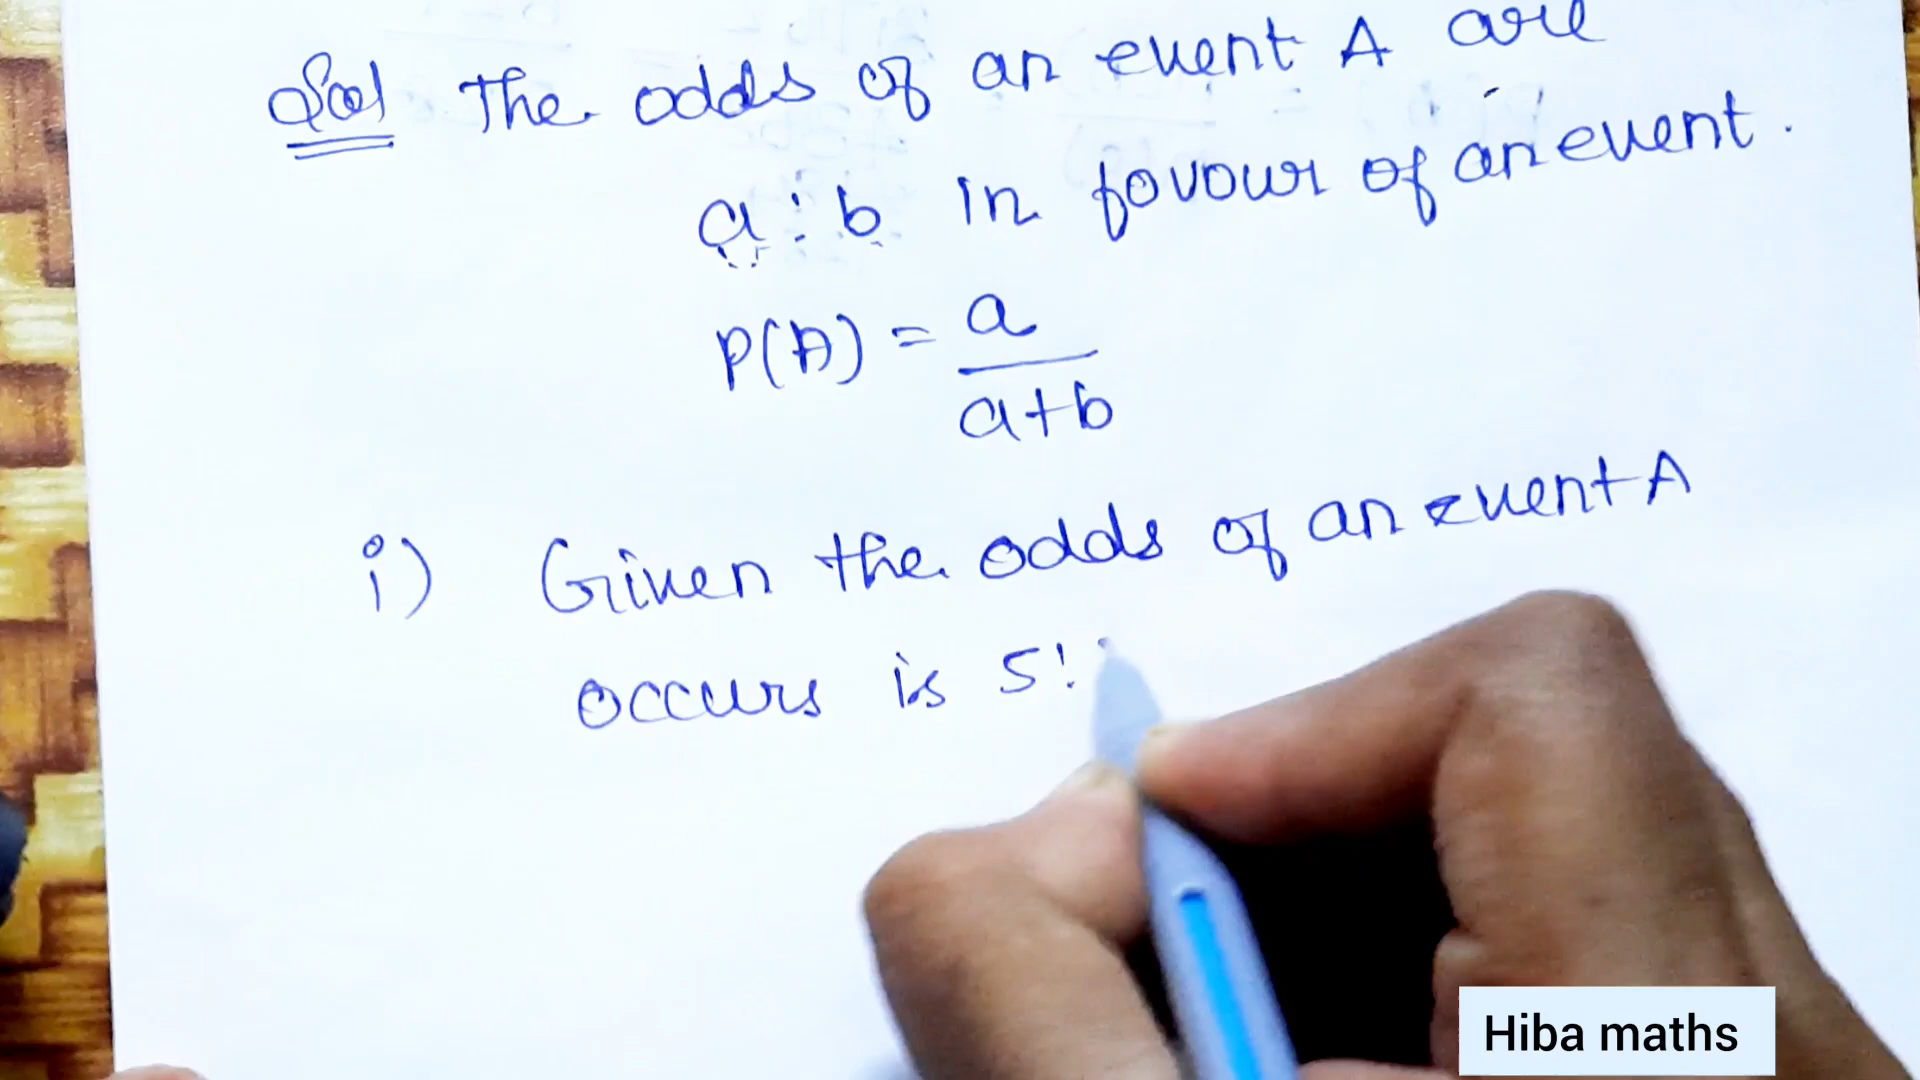 Sol The odds of an event A are
a : b in favour of an event.
P(A) = a
a+b
i) Given the odds of an event A
occurs is 5:
Hiba maths